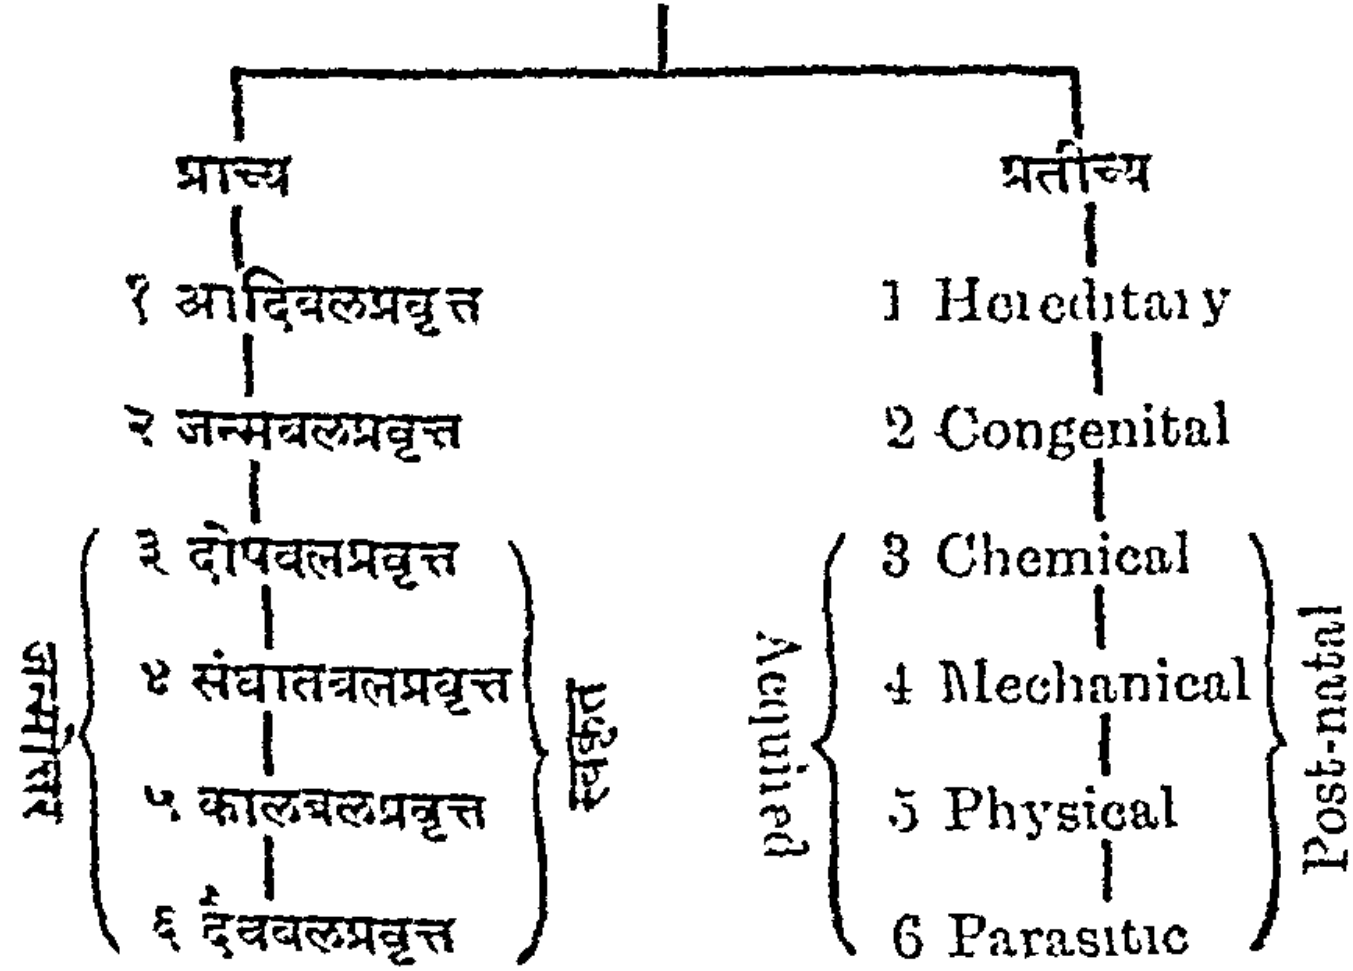 प्राच्य
प्रतीच्य
१ आदिबलप्रवृत्त
1 Hereditary
२ जन्मबलप्रवृत्त
2 Congenital
३ दोषबलप्रवृत्त
3 Chemical
४ संघातबलप्रवृत्त
4 Mechanical
५ कालबलप्रवृत्त
5 Physical
६ दैवबलप्रवृत्त
6 Parasitic
जन्मोत्तर
Acquired
Post-natal